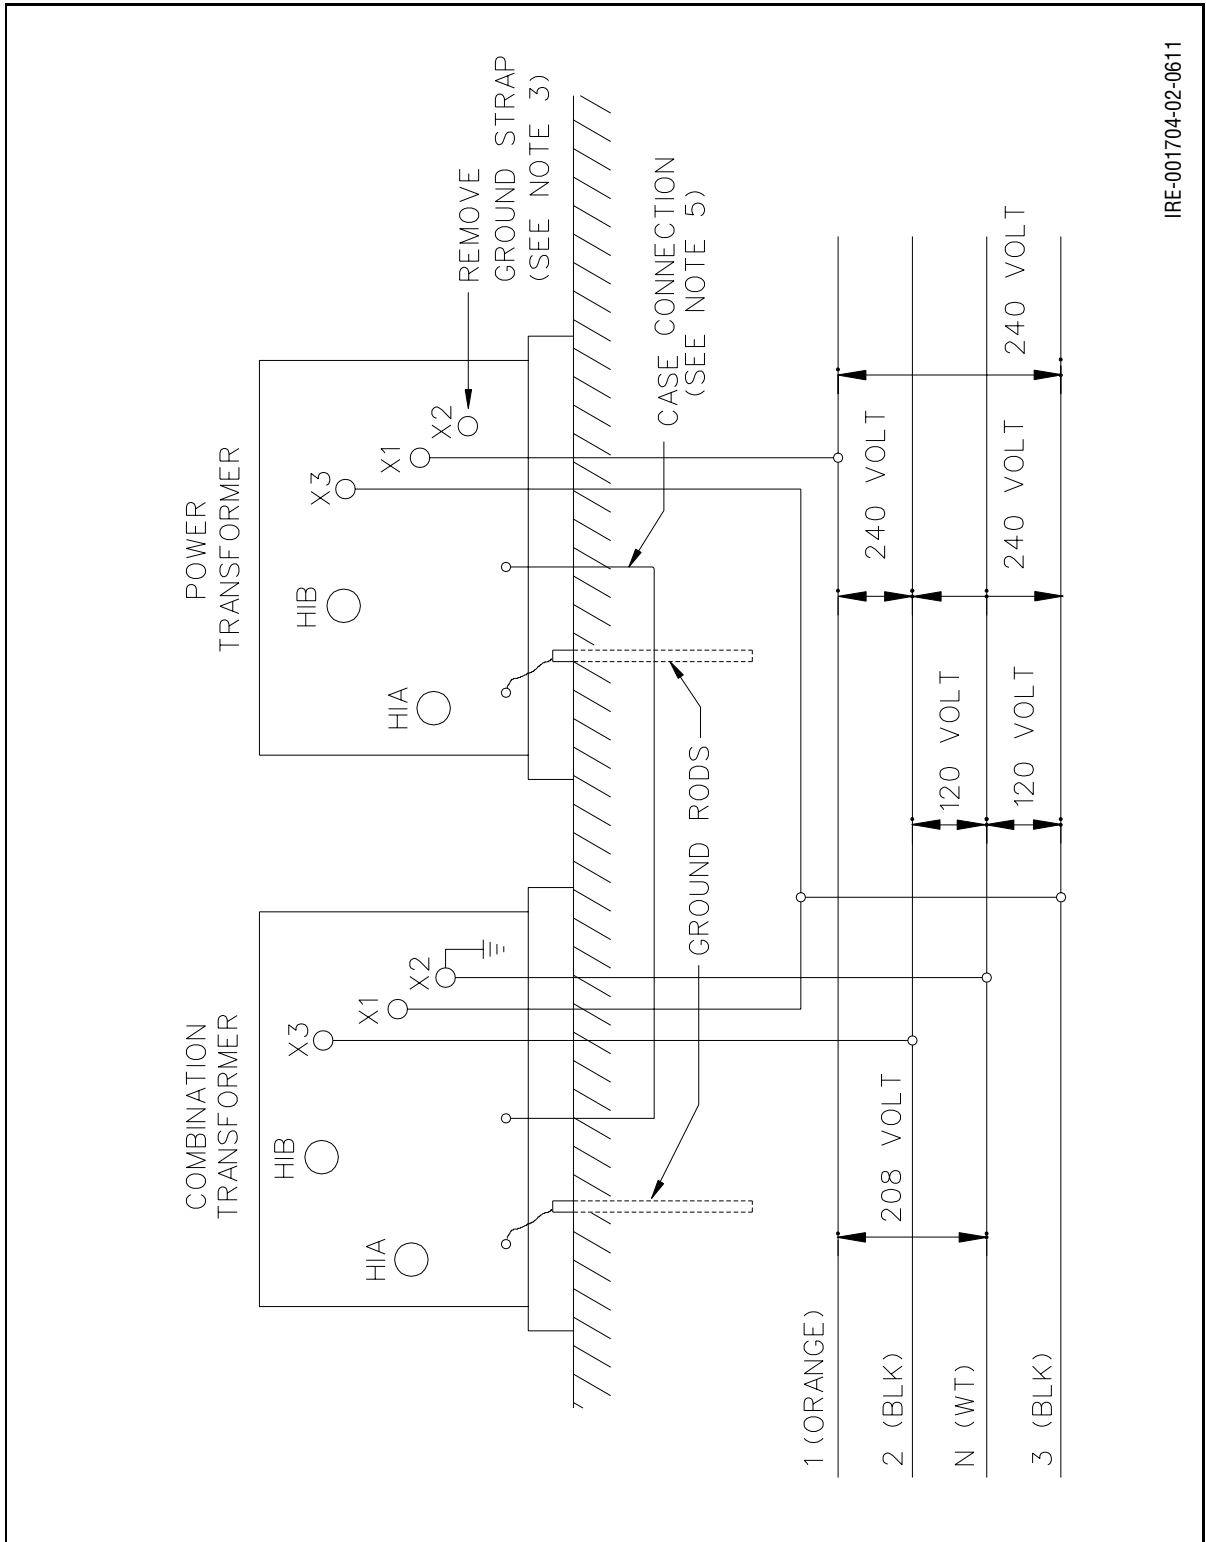 COMBINATION
TRANSFORMER
POWER
TRANSFORMER
HIA
HIB
X3
X1
X2
HIA
HIB
X3
X1
X2
REMOVE
GROUND STRAP
(SEE NOTE 3)
CASE CONNECTION
(SEE NOTE 5)
GROUND RODS
1 (ORANGE)
2 (BLK)
N (WT)
3 (BLK)
208 VOLT
120 VOLT
120 VOLT
240 VOLT
240 VOLT
240 VOLT
IRE-001704-02-0611